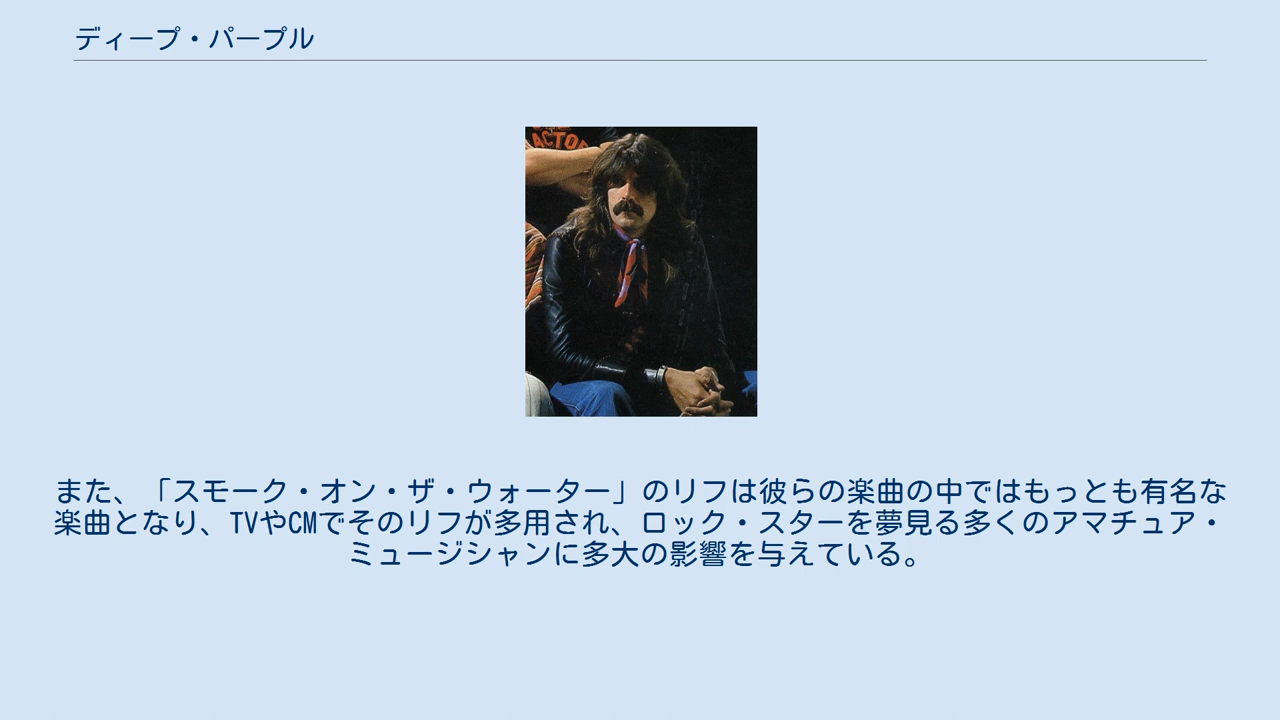 ディープ・パープル
ACTOR
また、「スモーク・オン・ザ・ウォーター」のリフは彼らの楽曲の中ではもっとも有名な
楽曲となり、TVやCMでそのリフが多用され、ロック・スターを夢見る多くのアマチュア・
ミュージシャンに多大の影響を与えている。